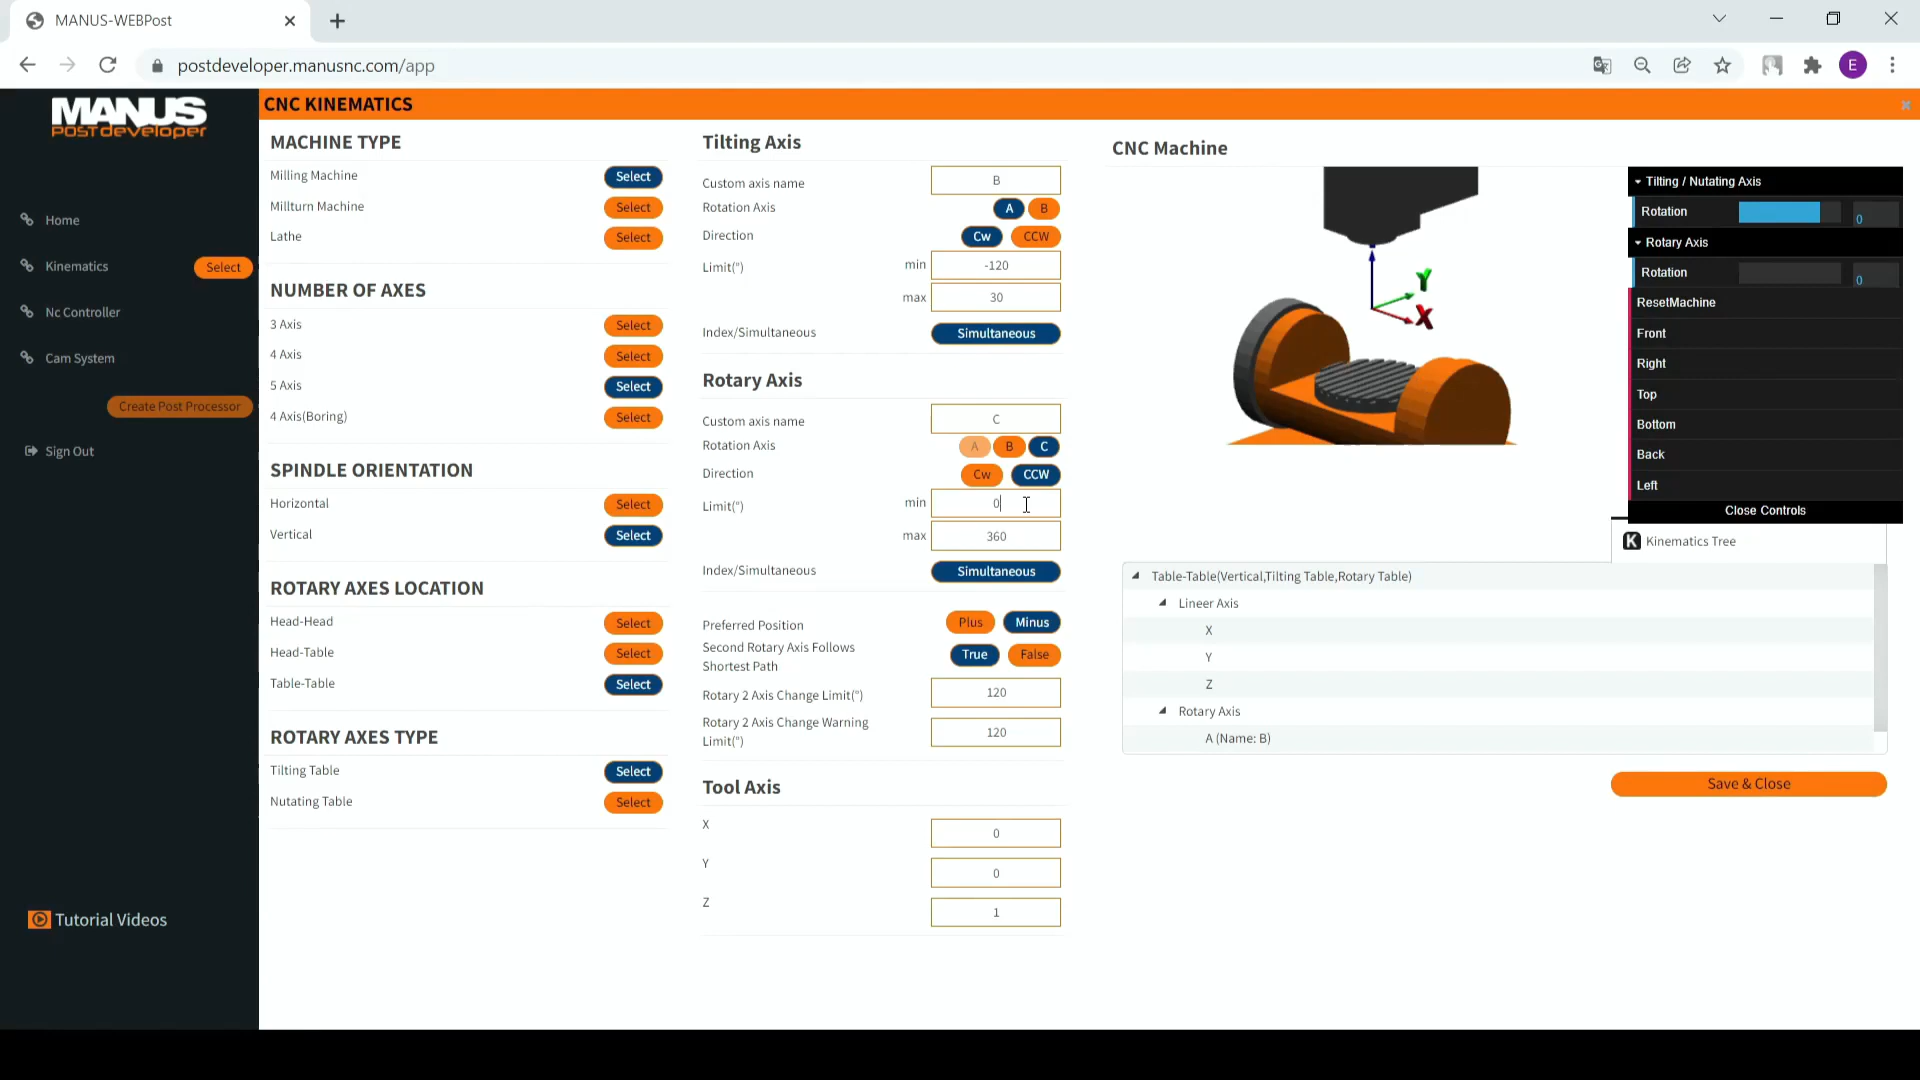 MANUS-WEBPost
postdeveloper.manusnc.com/app
E
MANUS
postdeveloper
Home
Kinematics
Select
Nc Controller
Cam System
Create Post Processor
Sign Out
Tutorial Videos
CNC KINEMATICS
MACHINE TYPE
Milling Machine Select
Millturn Machine Select
Lathe Select
NUMBER OF AXES
3 Axis Select
4 Axis Select
5 Axis Select
4 Axis(Boring) Select
SPINDLE ORIENTATION
Horizontal Select
Vertical Select
ROTARY AXES LOCATION
Head-Head Select
Head-Table Select
Table-Table Select
ROTARY AXES TYPE
Tilting Table Select
Nutating Table Select
Tilting Axis
Custom axis name B
Rotation Axis A B
Direction Cw CCW
Limit(°) min -120
max 30
Index/Simultaneous Simultaneous
Rotary Axis
Custom axis name C
Rotation Axis A B C
Direction Cw CCW
Limit(°) min 0
max 360
Index/Simultaneous Simultaneous
Preferred Position Plus Minus
Second Rotary Axis Follows
Shortest Path True False
Rotary 2 Axis Change Limit(°) 120
Rotary 2 Axis Change Warning
Limit(°) 120
Tool Axis
X 0
Y 0
Z 1
CNC Machine
Y
X
Tilting / Nutating Axis
Rotation 0
Rotary Axis
Rotation 0
ResetMachine
Front
Right
Top
Bottom
Back
Left
Close Controls
K Kinematics Tree
Table-Table(Vertical,Tilting Table,Rotary Table)
Lineer Axis
X
Y
Z
Rotary Axis
A (Name: B)
Save & Close